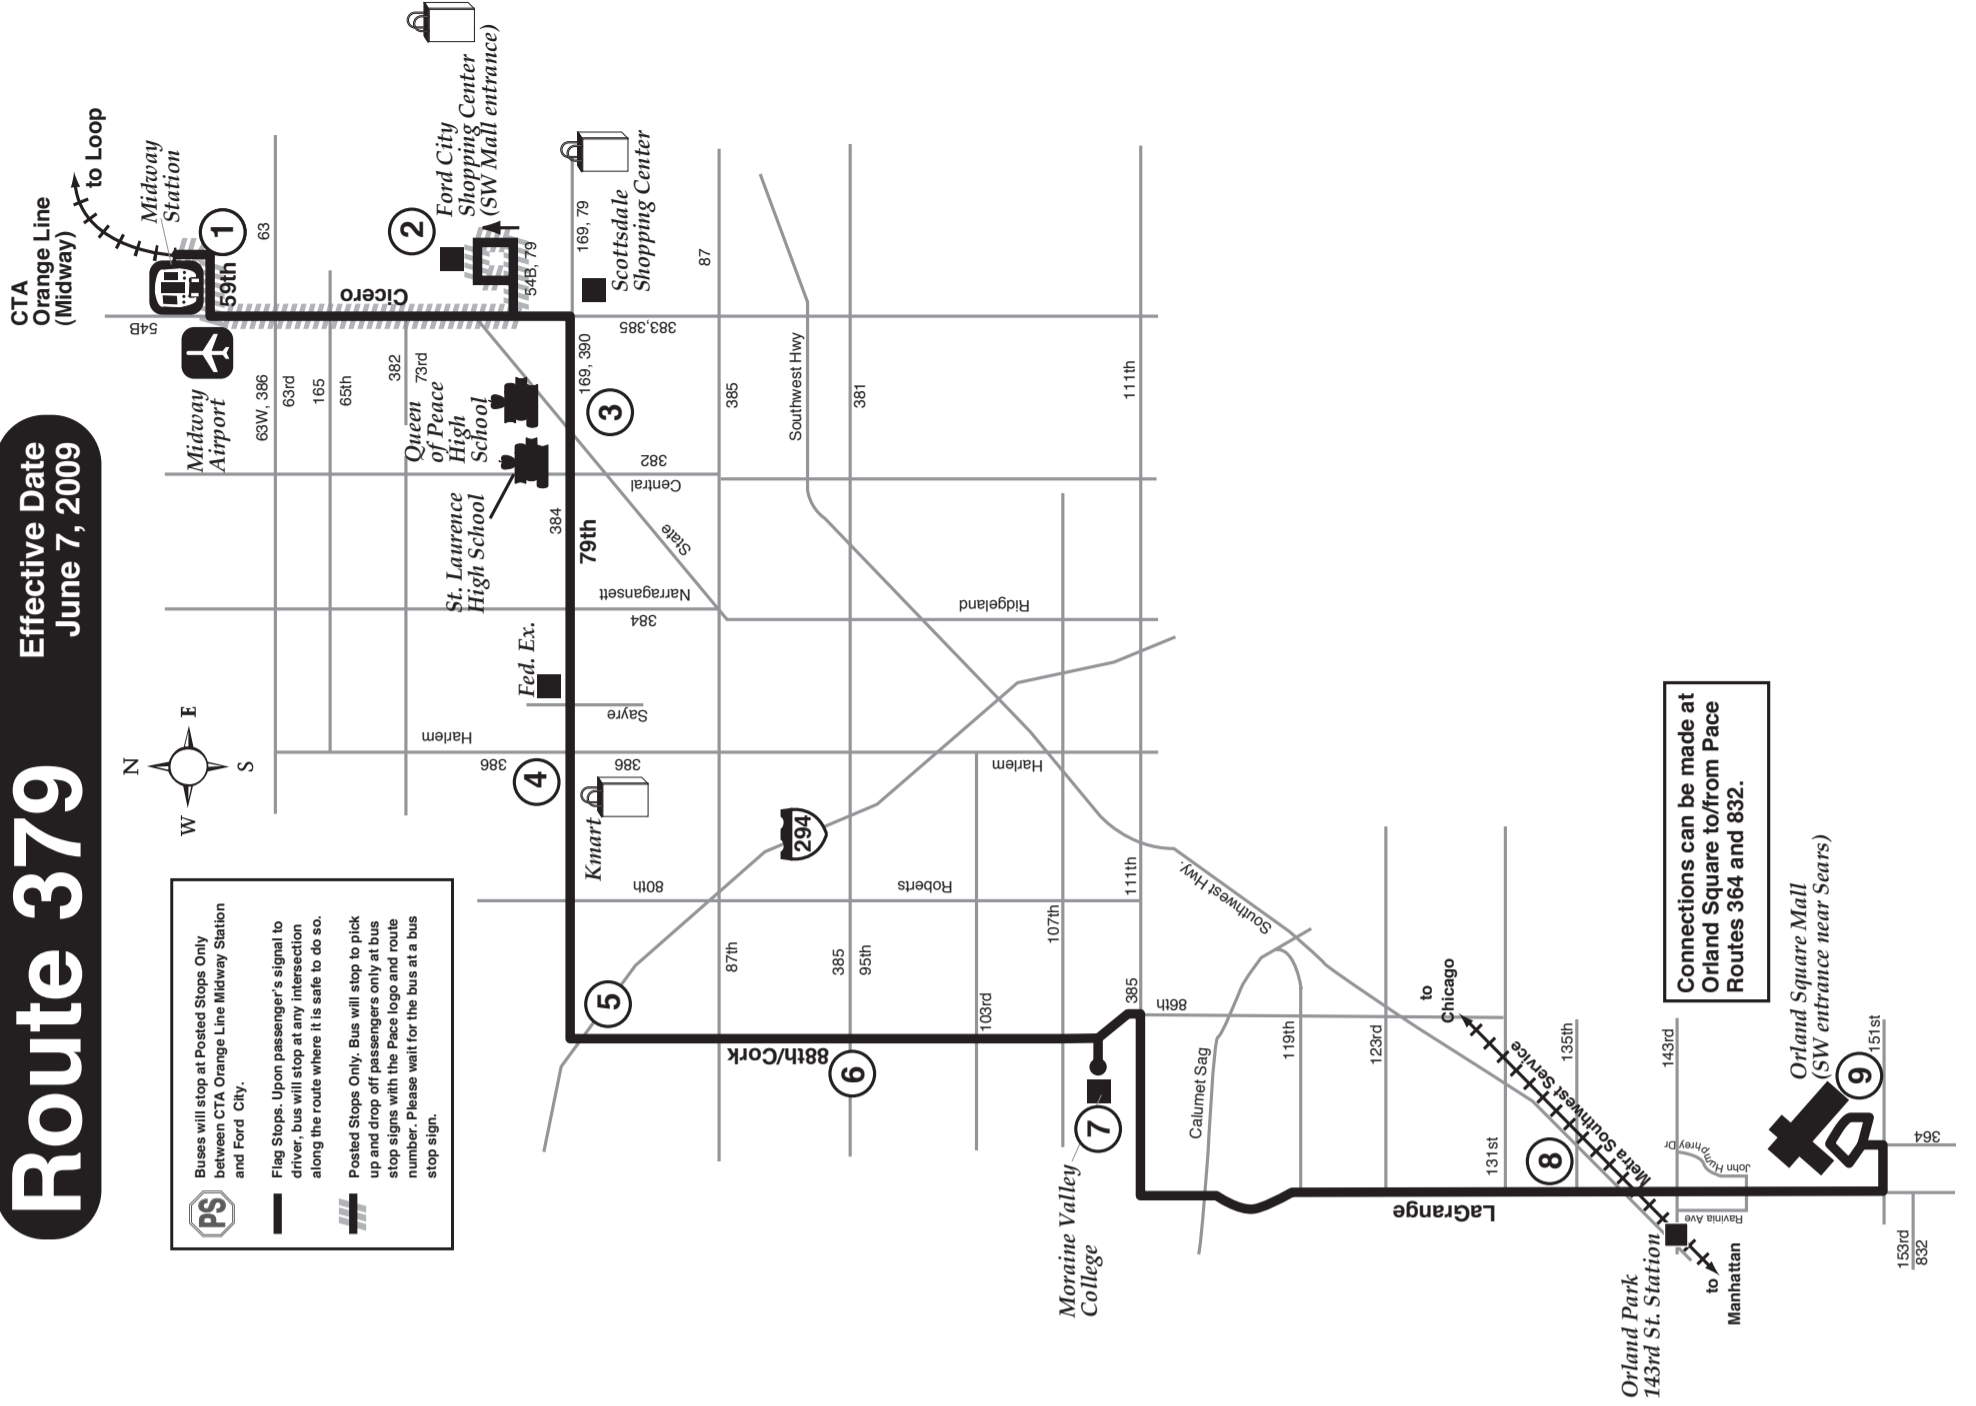 Route 379
Effective Date
June 7, 2009
PS
Buses will stop at Posted Stops Only
between CTA Orange Line Midway Station
and Ford City.
Flag Stops. Upon passenger's signal to
driver, bus will stop at any intersection
along the route where it is safe to do so.
Posted Stops Only. Bus will stop to pick
up and drop off passengers only at bus
stop signs with the Pace logo and route
number. Please wait for the bus at a bus
stop sign.
N
W
E
S
CTA
Orange Line
(Midway)
to Loop
Midway
Station
1
59th
54B
Midway
Airport
Cicero
63
63W, 386
63rd
165
65th
382
73rd
2
Ford City
Shopping Center
(SW Mall entrance)
54B, 79
169, 79
Scottsdale
Shopping Center
383,385
169, 390
3
Queen
of Peace
High
School
St. Laurence
High School
384
79th
382
Central
State
Narragansett
384
Fed. Ex.
Sayre
Harlem
386
4
386
Kmart
80th
5
87
385
87th
Southwest Hwy
381
385
95th
294
Ridgeland
Harlem
Roberts
103rd
107th
88th/Cork
6
111th
111th
385
86th
7
Moraine Valley
College
Southwest Hwy.
Calumet Sag
119th
123rd
131st
LaGrange
to
Chicago
Metra Southwest Service
135th
8
143rd
John Humphrey Dr
Ravinia Ave
Orland Park
143rd St. Station
to
Manhattan
Connections can be made at
Orland Square to/from Pace
Routes 364 and 832.
Orland Square Mall
(SW entrance near Sears)
9
151st
364
153rd
832